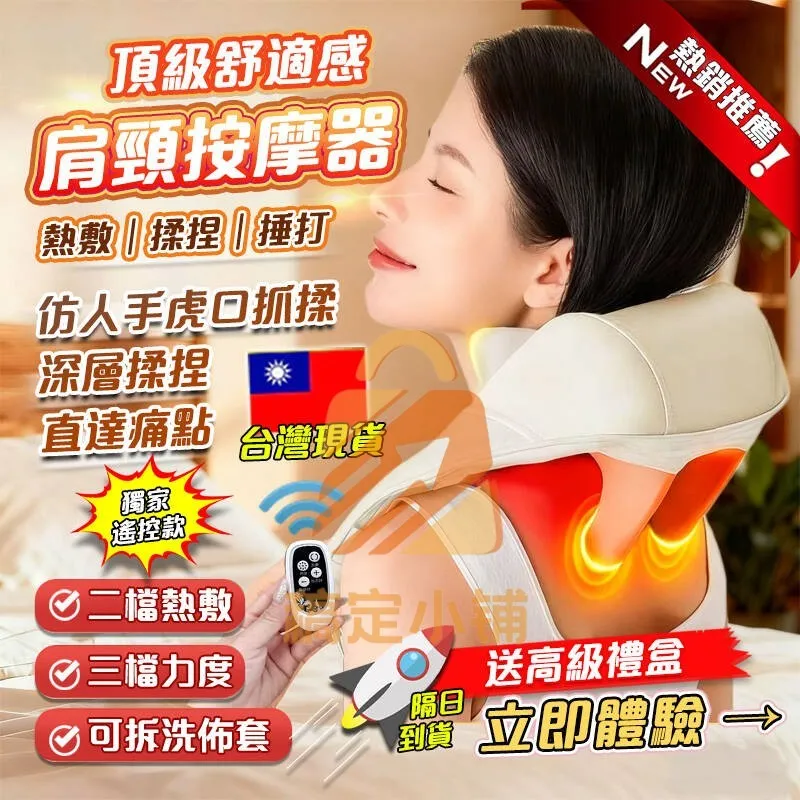 頂級舒適感
NEW
熱銷推薦!
肩頸按摩器
熱敷|揉捏|捶打
仿人手虎口抓揉
深層揉捏
直達痛點
台灣現貨
獨家
遙控款
二檔熱敷
三檔力度
可拆洗佈套
定小鋪
送高級禮盒
隔日
到貨
立即體驗→